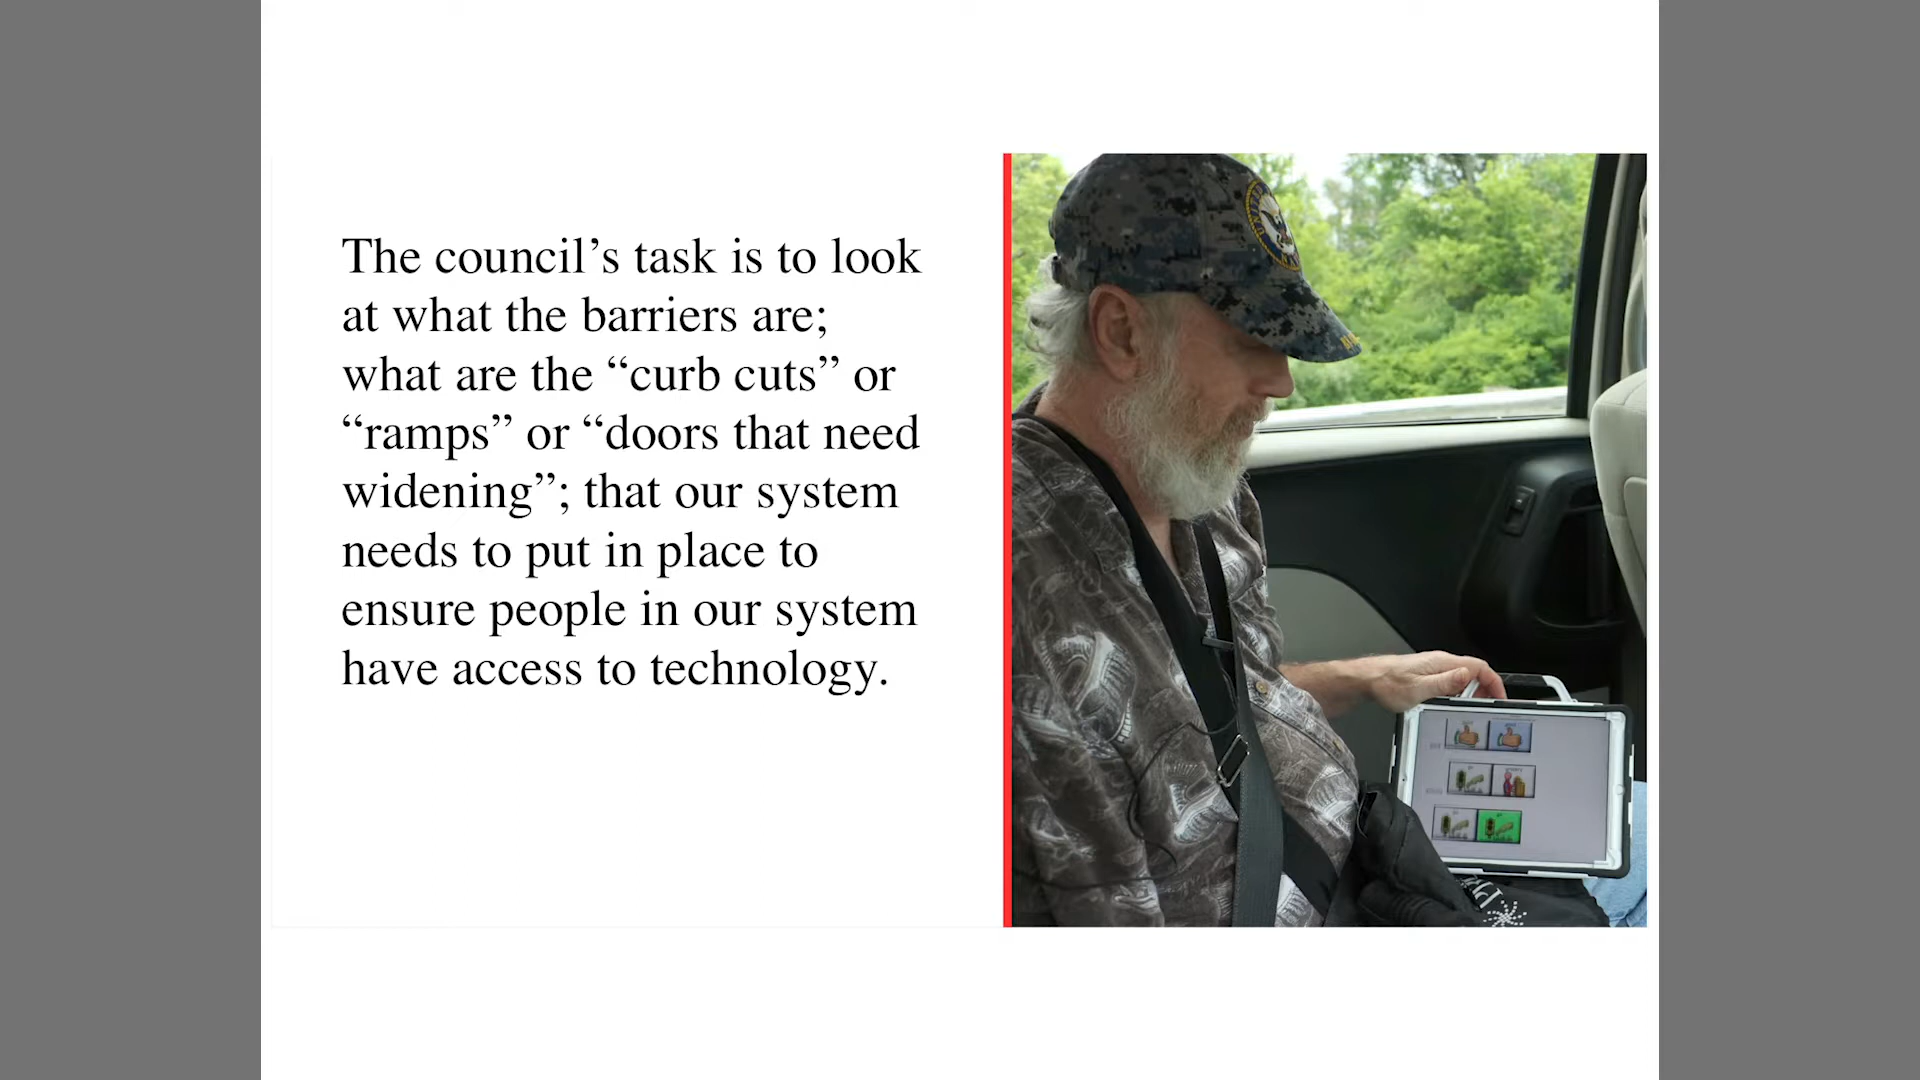 The council’s task is to look
at what the barriers are;
what are the “curb cuts” or
“ramps” or “doors that need
widening”; that our system
needs to put in place to
ensure people in our system
have access to technology.